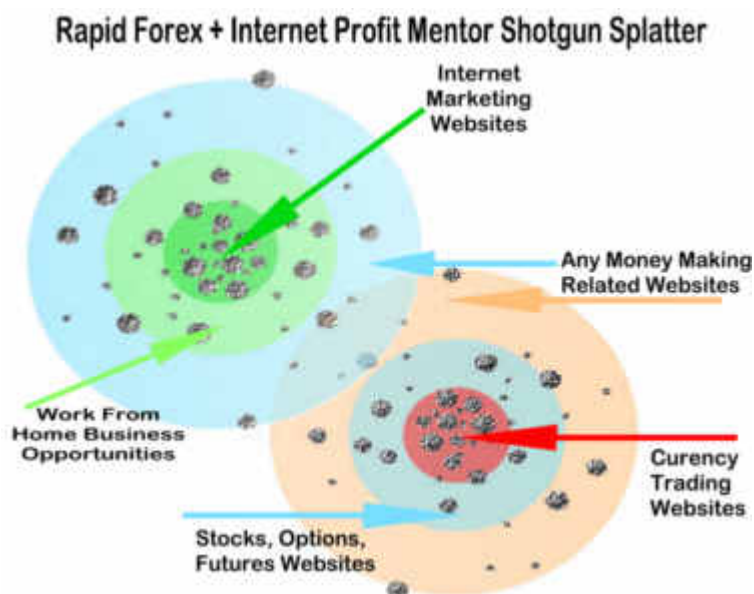 Rapid Forex + Internet Profit Mentor Shotgun Splatter
Internet
Marketing
Websites
Any Money Making
Related Websites
Work From
Home Business
Opportunities
Curency
Trading
Websites
Stocks, Options,
Futures Websites